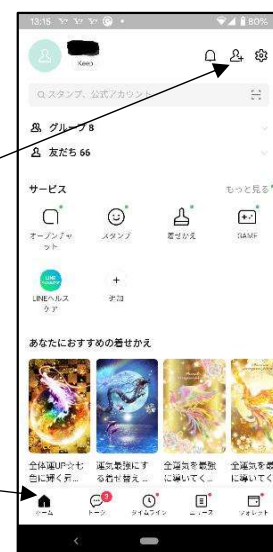 13:15
80%
Keep
スタンプ、公式アカウント
グループ 8
友だち 66
サービス
もっと見る
オープンチャ
ット
スタンプ
着せかえ
GAME
LINEヘルス
ケア
追加
あなたにおすすめの着せかえ
全体運UP☆七
色に輝く昇...
運気最強にす
る着せ替え...
全運気を最強
に導いてく...
全運気を最
に導いてく
ホーム
トーク
タイムライン
ニュース
ウォレット